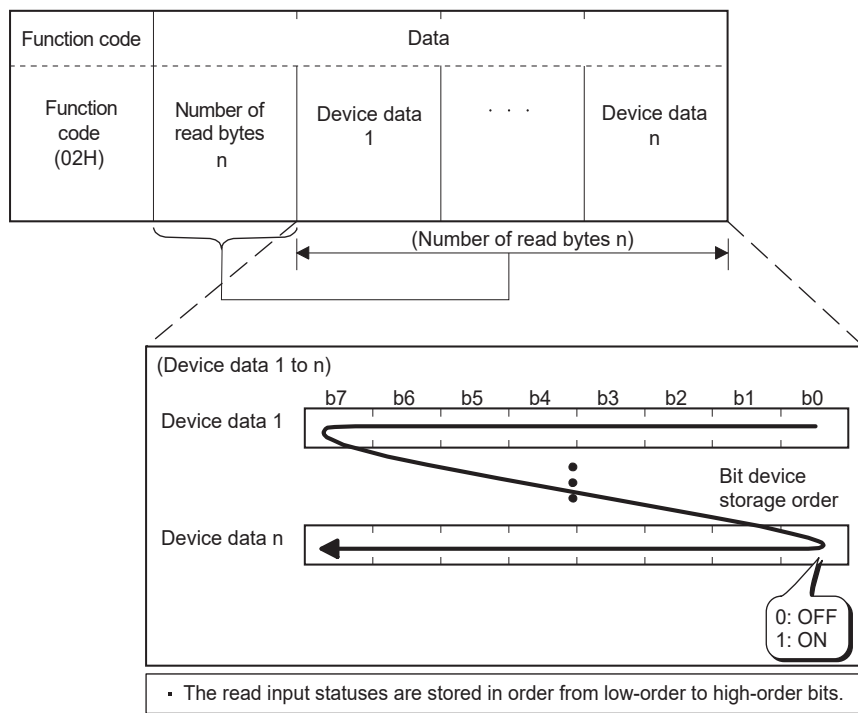 Function code
Data
Function
code
(02H)
Number of
read bytes
n
Device data
1
· · ·
Device data
n
(Number of read bytes n)
(Device data 1 to n)
b7 b6 b5 b4 b3 b2 b1 b0
Device data 1
Bit device
storage order
Device data n
0: OFF
1: ON
· The read input statuses are stored in order from low-order to high-order bits.